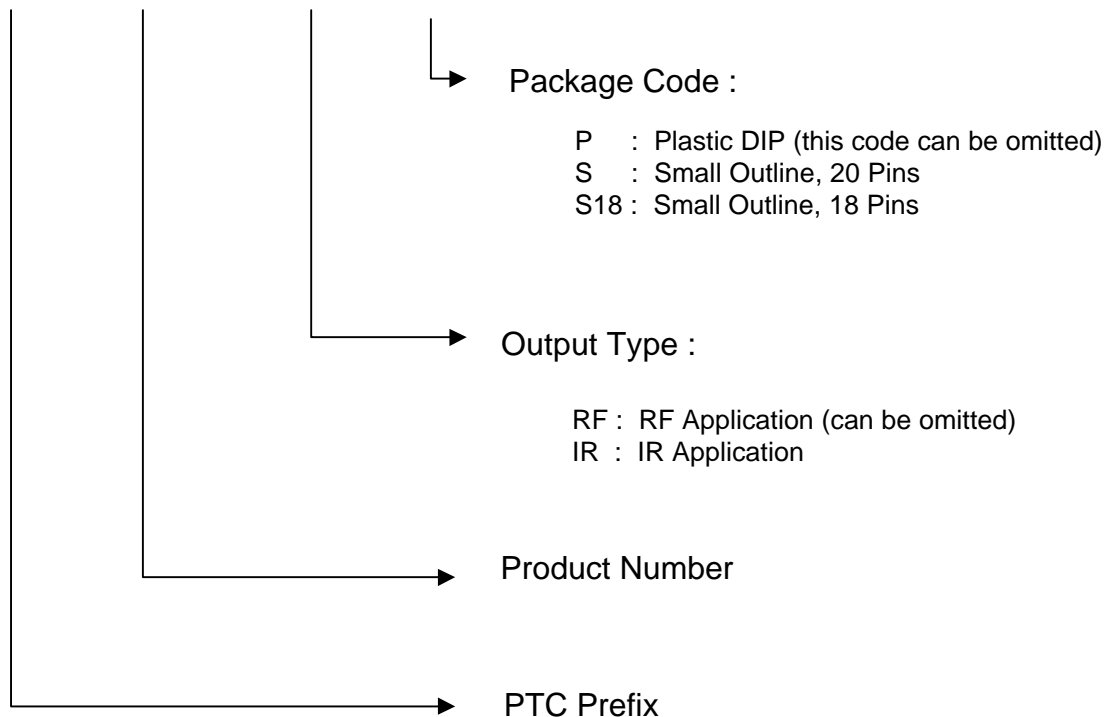 Package Code :
P : Plastic DIP (this code can be omitted)
S : Small Outline, 20 Pins
S18 : Small Outline, 18 Pins
Output Type :
RF : RF Application (can be omitted)
IR : IR Application
Product Number
PTC Prefix